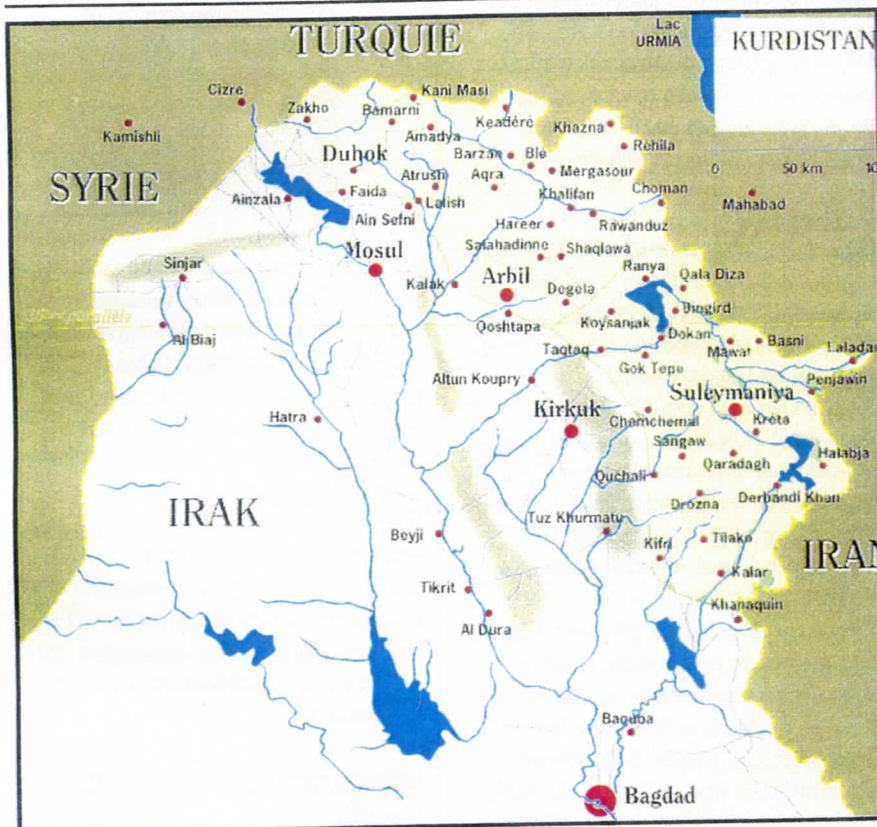 Lac
URMIA
KURDISTAN
TURQUIE
Cizre
Kani Masi
Zakho
Bamarni
Keadéré
Kamishli
Amadya
Khazna
Rehila
Duhok
Barzan
Blé
Mergasour
0 50 km 10
SYRIE
Atrush
Aqra
Faida
Khalifan
Choman
Mahabad
Ainzala
Lalish
Ain Sefni
Rawanduz
Hareer
Mosul
Salahadinne
Shaqlawa
Sinjar
Ranya
Kalak
Arbil
Qala Diza
Degela
Bingird
parallèle
Qoshtapa
Koysanjak
Al Biaj
Dokan
Basni
Laladar
Taqtaq
Mawat
Gok Tepe
Altun Koupry
Penjawin
Suleymaniya
Hatra
Kirkuk
Chemchemal
Kreta
Sangaw
Halabja
Quchali
Qaradagh
IRAK
Drozna
Derbandi Khan
Tuz Khurmatu
Beyji
Kifri
Tilako
IRAN
Tikrit
Kalar
Al Dura
Khanaquin
Baquba
Bagdad